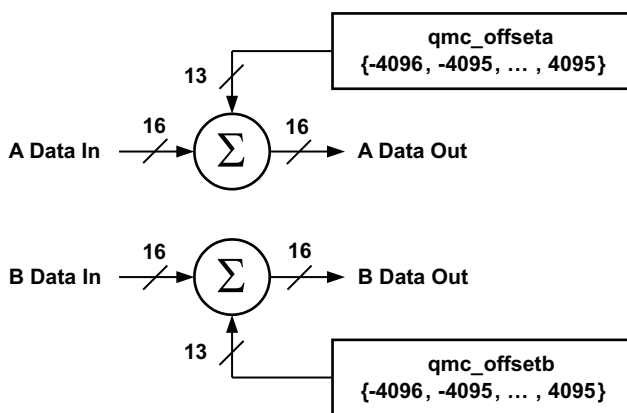 qmc_offseta
{-4096, -4095, … , 4095}
13
16
16
A Data In
Σ
A Data Out
16
16
B Data In
Σ
B Data Out
13
qmc_offsetb
{-4096, -4095, … , 4095}